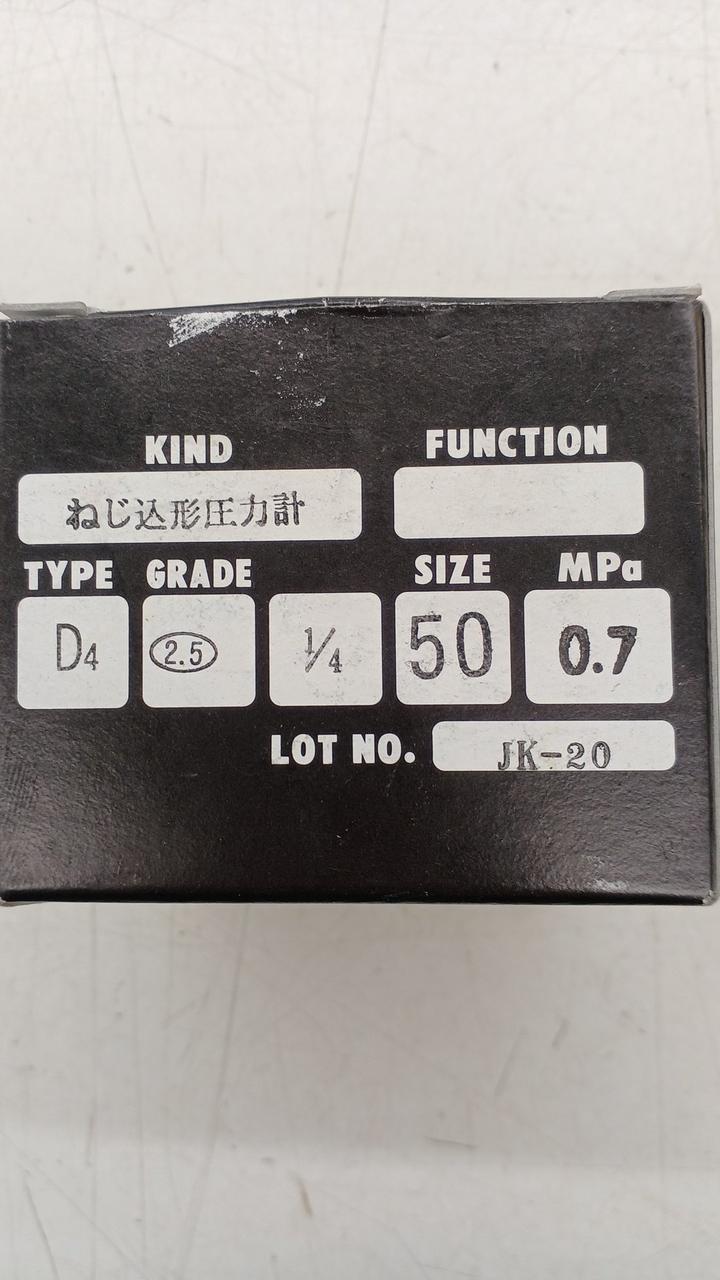 KIND FUNCTION
ねじ込形圧力計
TYPE GRADE SIZE MPa
D4 2.5 1/4 50 0.7
LOT NO. JK-20